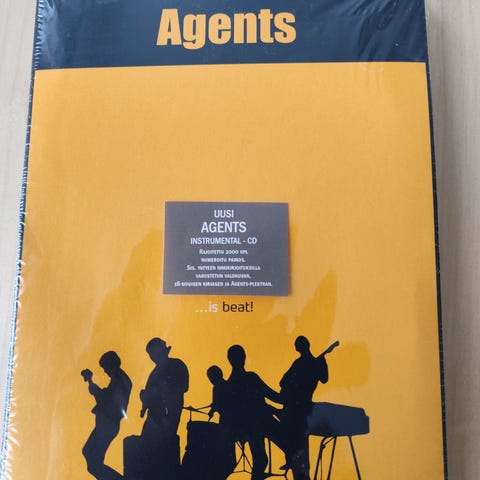 Agents
UUSI
AGENTS
INSTRUMENTAL - CD
RAJOITETTU 2000 KPL
NUMEROITU PAINOS.
SIS. YHTYEEN NIMIKIRJOITUKSILLA
VARUSTETUN VALOKUVAN,
16-SIVUISEN KIRJASEN JA AGENTS-PLEKTRAN.
...is beat!